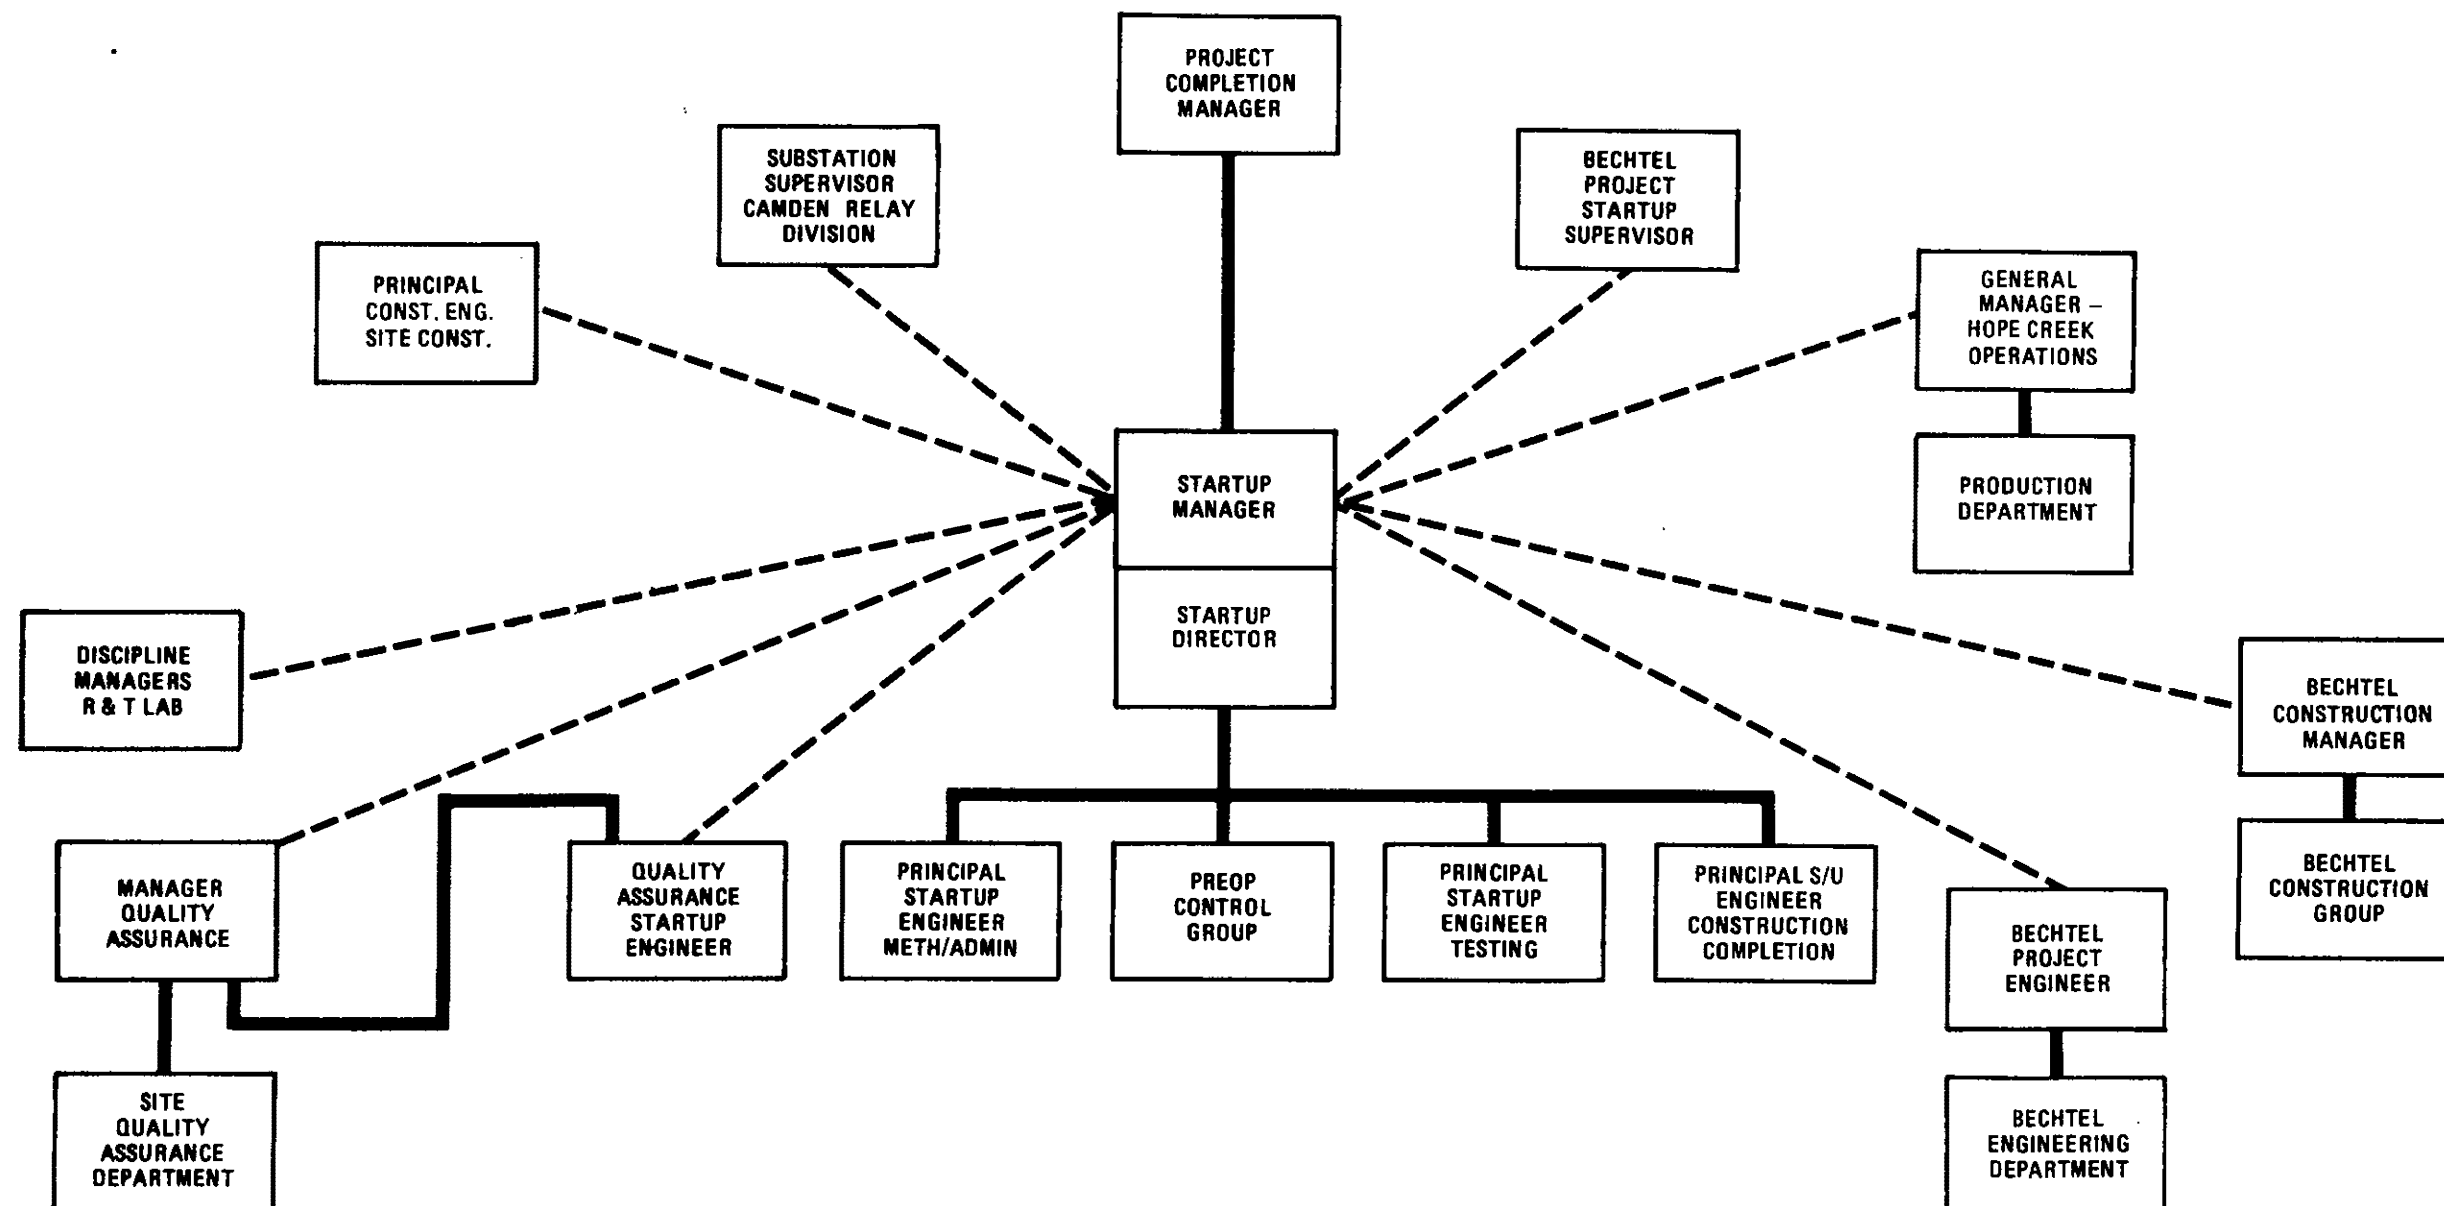 PROJECT
COMPLETION
MANAGER
SUBSTATION
SUPERVISOR
CAMDEN RELAY
DIVISION
BECHTEL
PROJECT
STARTUP
SUPERVISOR
PRINCIPAL
CONST. ENG.
SITE CONST.
GENERAL
MANAGER –
HOPE CREEK
OPERATIONS
STARTUP
MANAGER
PRODUCTION
DEPARTMENT
STARTUP
DIRECTOR
DISCIPLINE
MANAGERS
R & T LAB
BECHTEL
CONSTRUCTION
MANAGER
MANAGER
QUALITY
ASSURANCE
QUALITY
ASSURANCE
STARTUP
ENGINEER
PRINCIPAL
STARTUP
ENGINEER
METH/ADMIN
PREOP
CONTROL
GROUP
PRINCIPAL
STARTUP
ENGINEER
TESTING
PRINCIPAL S/U
ENGINEER
CONSTRUCTION
COMPLETION
BECHTEL
PROJECT
ENGINEER
BECHTEL
CONSTRUCTION
GROUP
SITE
QUALITY
ASSURANCE
DEPARTMENT
BECHTEL
ENGINEERING
DEPARTMENT